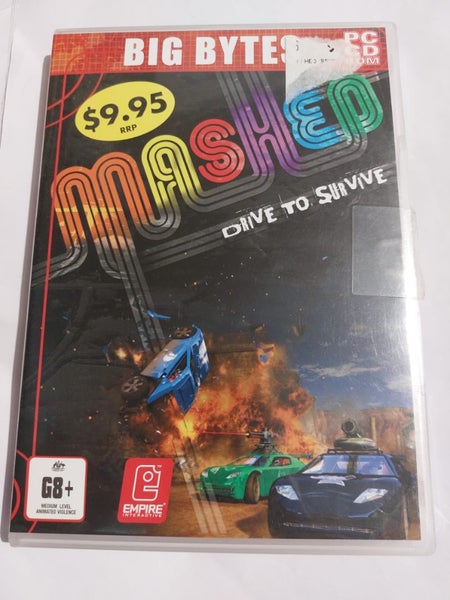 BIG BYTES
PC
CD
ROM
$9.95
RRP
MASHED
DRIVE TO SURVIVE
G8+
MEDIUM LEVEL
ANIMATED VIOLENCE
EMPIRE
INTERACTIVE